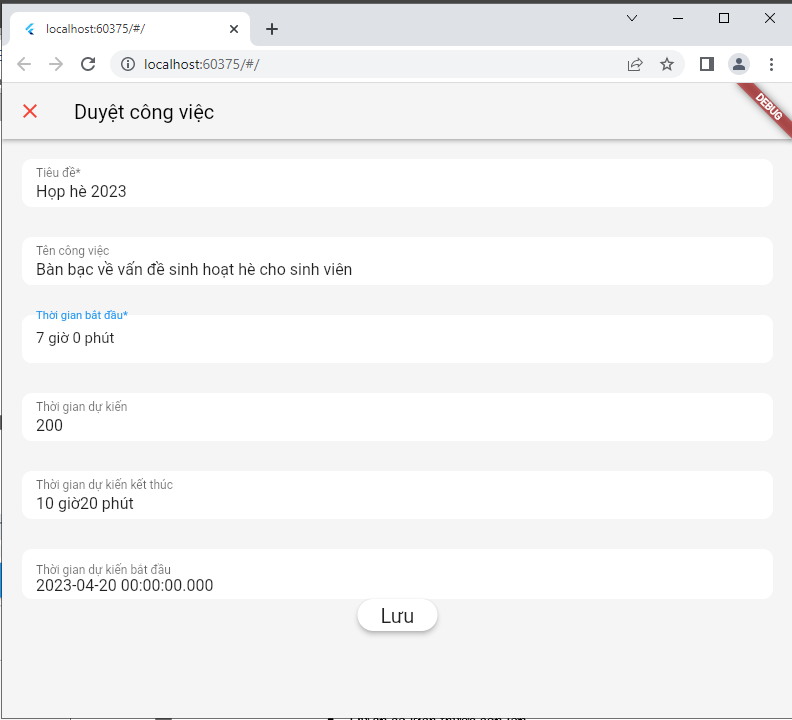 localhost:60375/#/
localhost:60375/#/
DEBUG
Duyệt công việc
Tiêu đề*
Họp hè 2023
Tên công việc
Bàn bạc về vấn đề sinh hoạt hè cho sinh viên
Thời gian bắt đầu*
7 giờ 0 phút
Thời gian dự kiến
200
Thời gian dự kiến kết thúc
10 giờ20 phút
Thời gian dự kiến bắt đầu
2023-04-20 00:00:00.000
Lưu